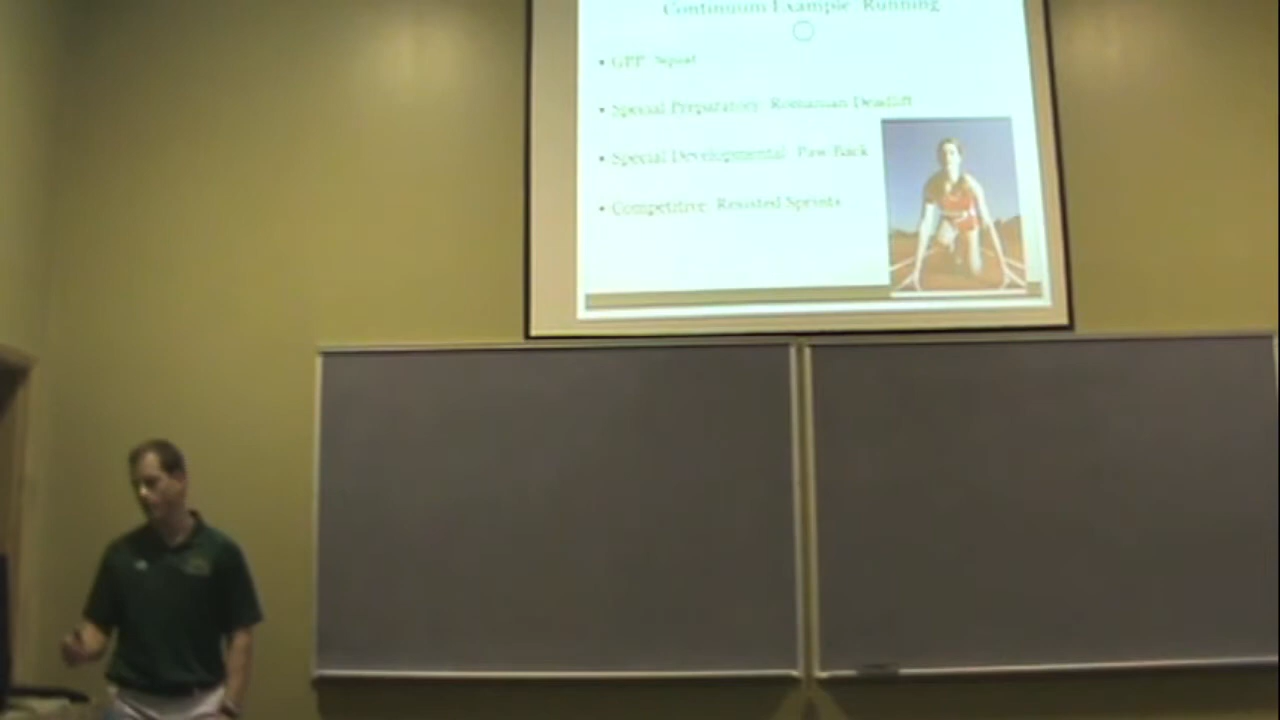 Continuum Example: Running
• GPP: Squat
• Special Preparatory: Romanian Deadlift
• Special Developmental: Paw Back
• Competitive: Resisted Sprints